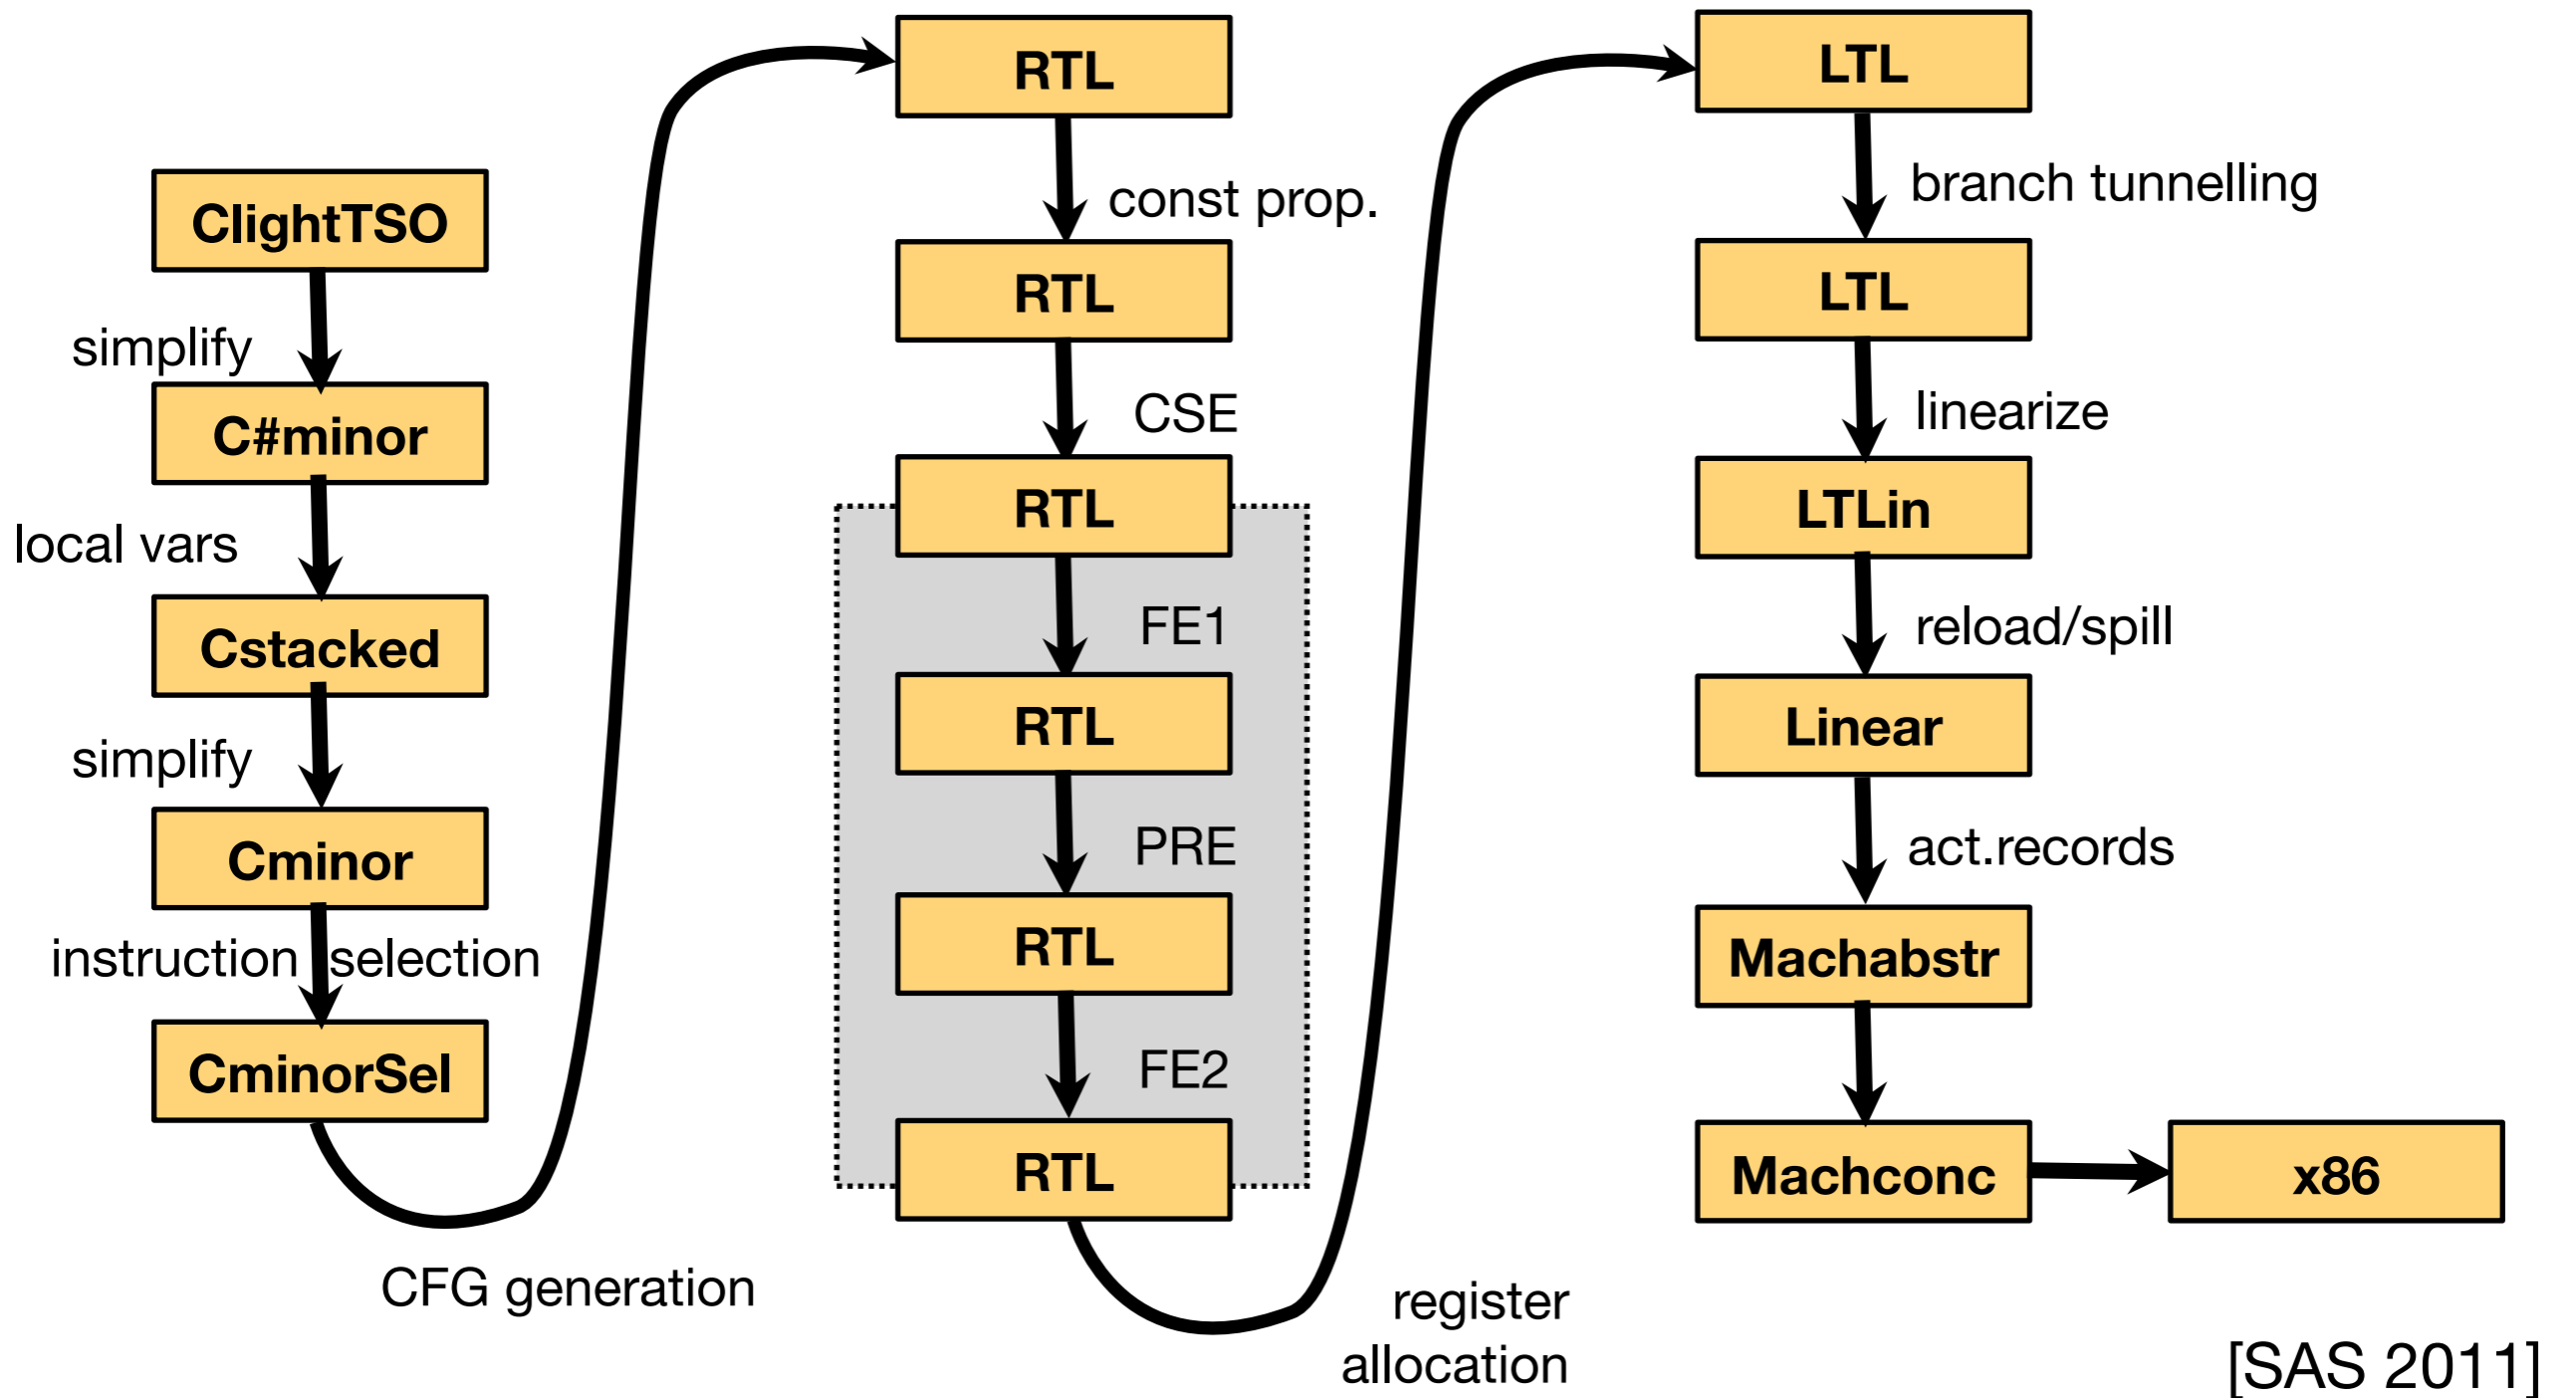 ClightTSO
simplify
C#minor
local vars
Cstacked
simplify
Cminor
instruction selection
CminorSel
CFG generation
RTL
const prop.
RTL
CSE
RTL
FE1
RTL
PRE
RTL
FE2
RTL
register
allocation
LTL
branch tunnelling
LTL
linearize
LTLin
reload/spill
Linear
act.records
Machabstr
Machconc
x86
[SAS 2011]